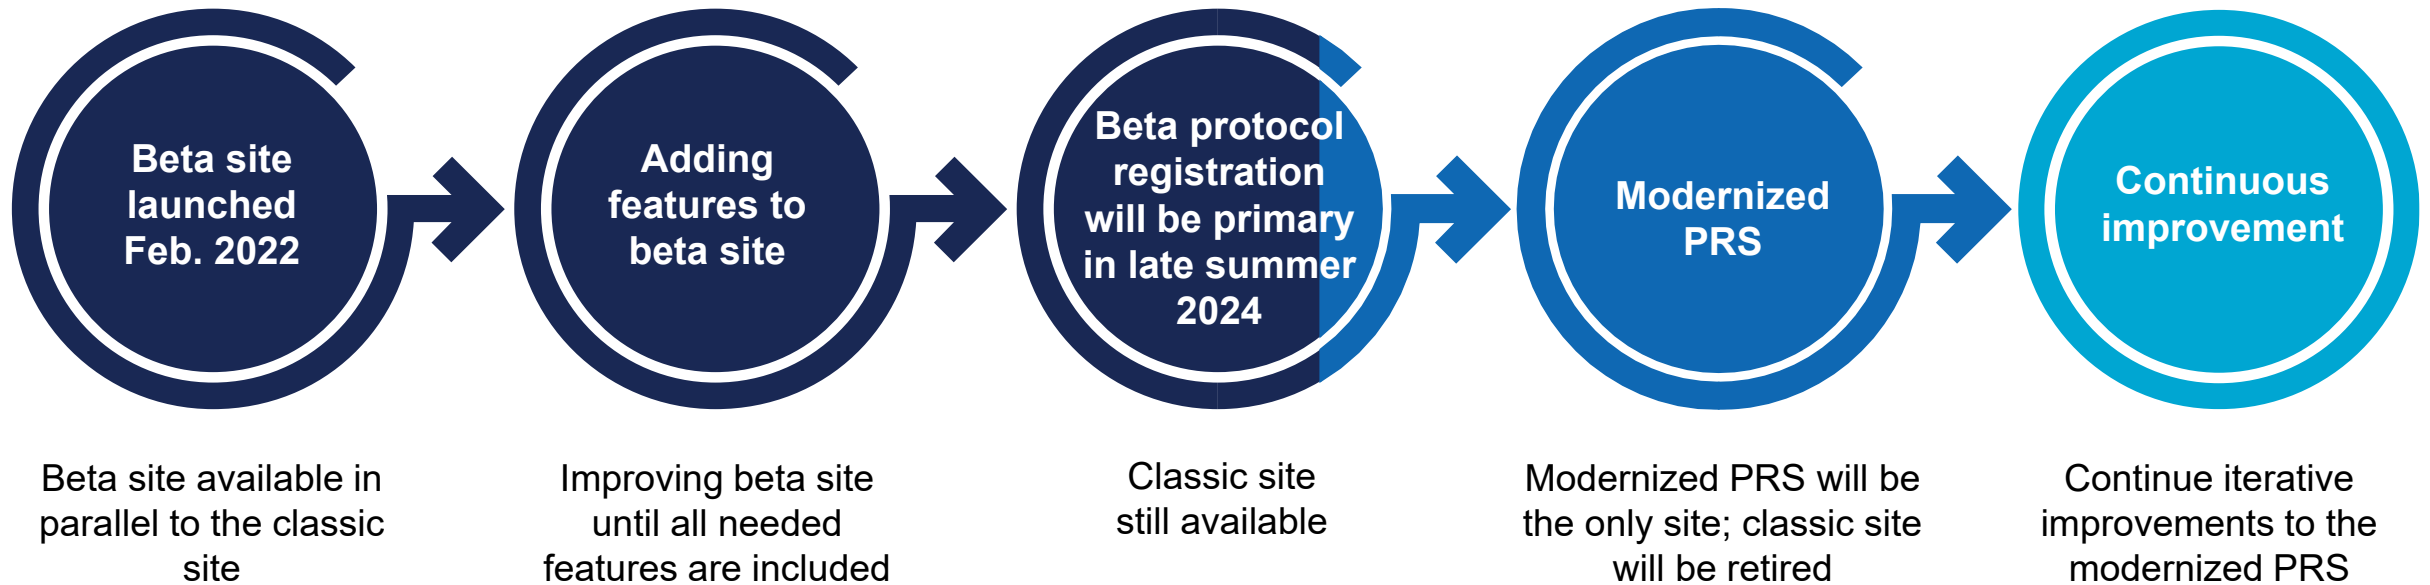 Beta site
launched
Feb. 2022
Adding
features to
beta site
Beta protocol
registration
will be primary
in late summer
2024
Modernized
PRS
Continuous
improvement
Beta site available in
parallel to the classic
site
Improving beta site
until all needed
features are included
Classic site
still available
Modernized PRS will be
the only site; classic site
will be retired
Continue iterative
improvements to the
modernized PRS